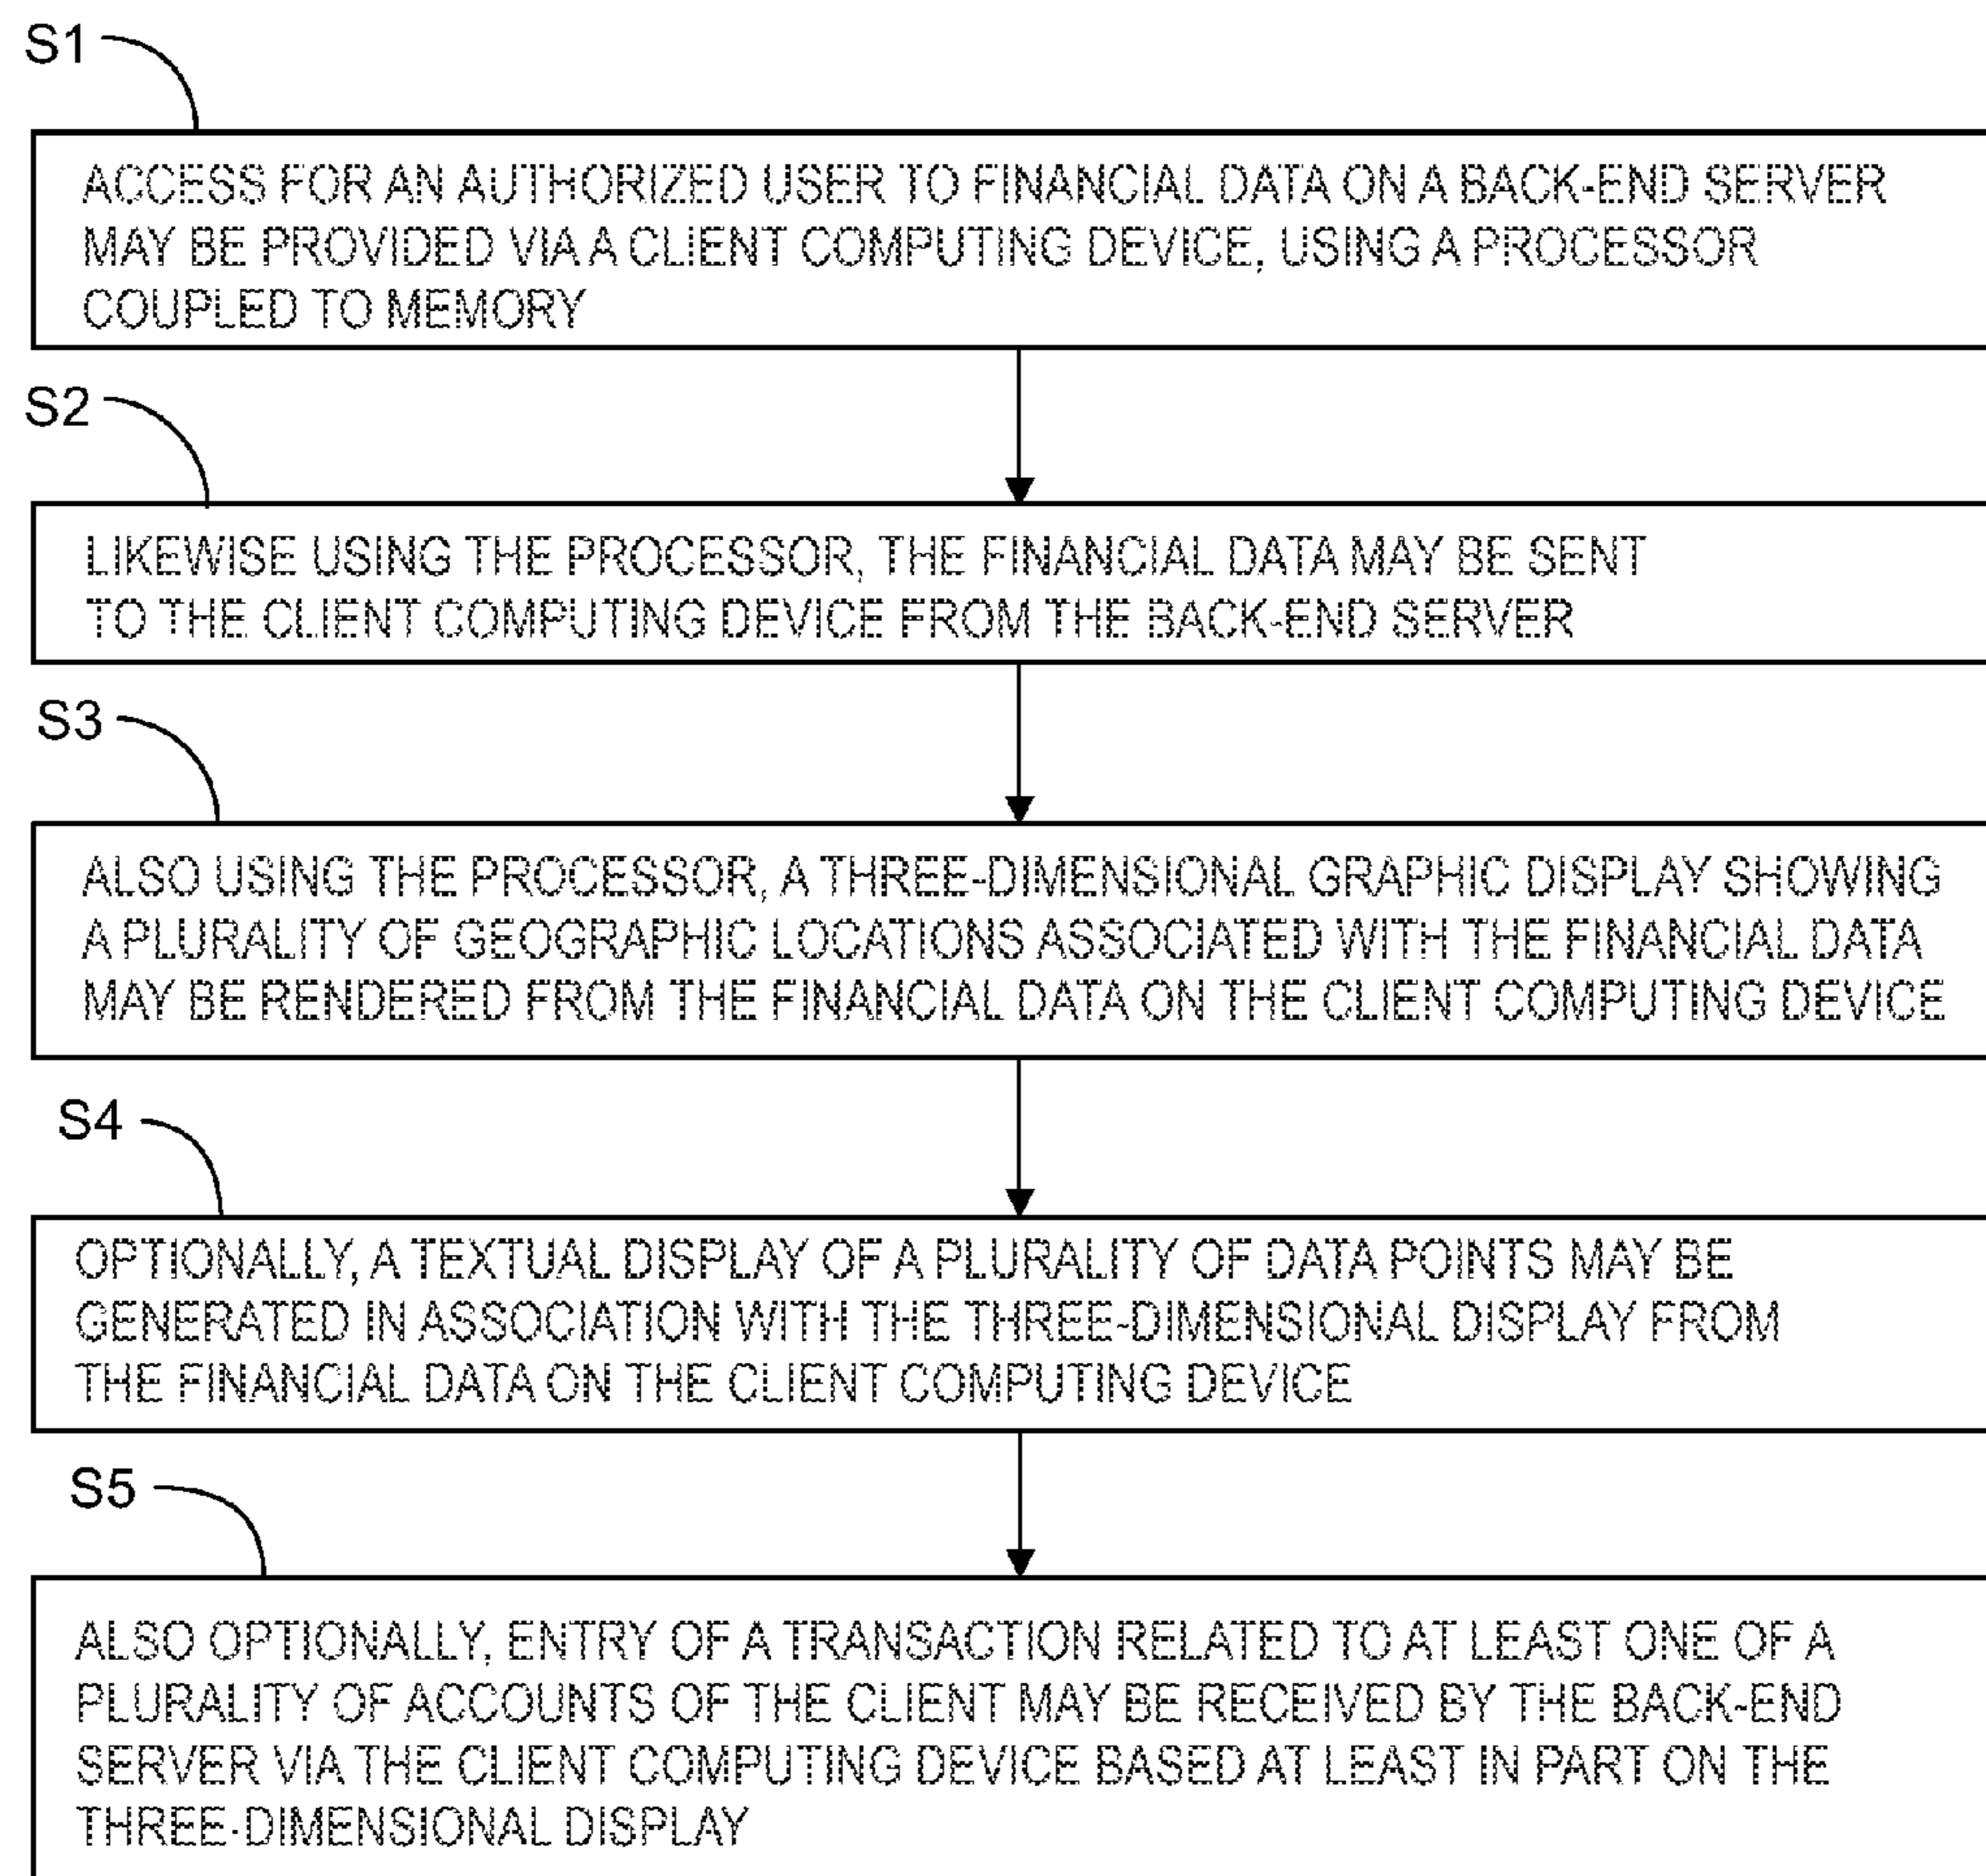 S1
ACCESS FOR AN AUTHORIZED USER TO FINANCIAL DATA ON A BACK-END SERVER
MAY BE PROVIDED VIA A CLIENT COMPUTING DEVICE, USING A PROCESSOR
COUPLED TO MEMORY
S2
LIKEWISE USING THE PROCESSOR, THE FINANCIAL DATA MAY BE SENT
TO THE CLIENT COMPUTING DEVICE FROM THE BACK-END SERVER
S3
ALSO USING THE PROCESSOR, A THREE-DIMENSIONAL GRAPHIC DISPLAY SHOWING
A PLURALITY OF GEOGRAPHIC LOCATIONS ASSOCIATED WITH THE FINANCIAL DATA
MAY BE RENDERED FROM THE FINANCIAL DATA ON THE CLIENT COMPUTING DEVICE
S4
OPTIONALLY, A TEXTUAL DISPLAY OF A PLURALITY OF DATA POINTS MAY BE
GENERATED IN ASSOCIATION WITH THE THREE-DIMENSIONAL DISPLAY FROM
THE FINANCIAL DATA ON THE CLIENT COMPUTING DEVICE
S5
ALSO OPTIONALLY, ENTRY OF A TRANSACTION RELATED TO AT LEAST ONE OF A
PLURALITY OF ACCOUNTS OF THE CLIENT MAY BE RECEIVED BY THE BACK-END
SERVER VIA THE CLIENT COMPUTING DEVICE BASED AT LEAST IN PART ON THE
THREE-DIMENSIONAL DISPLAY